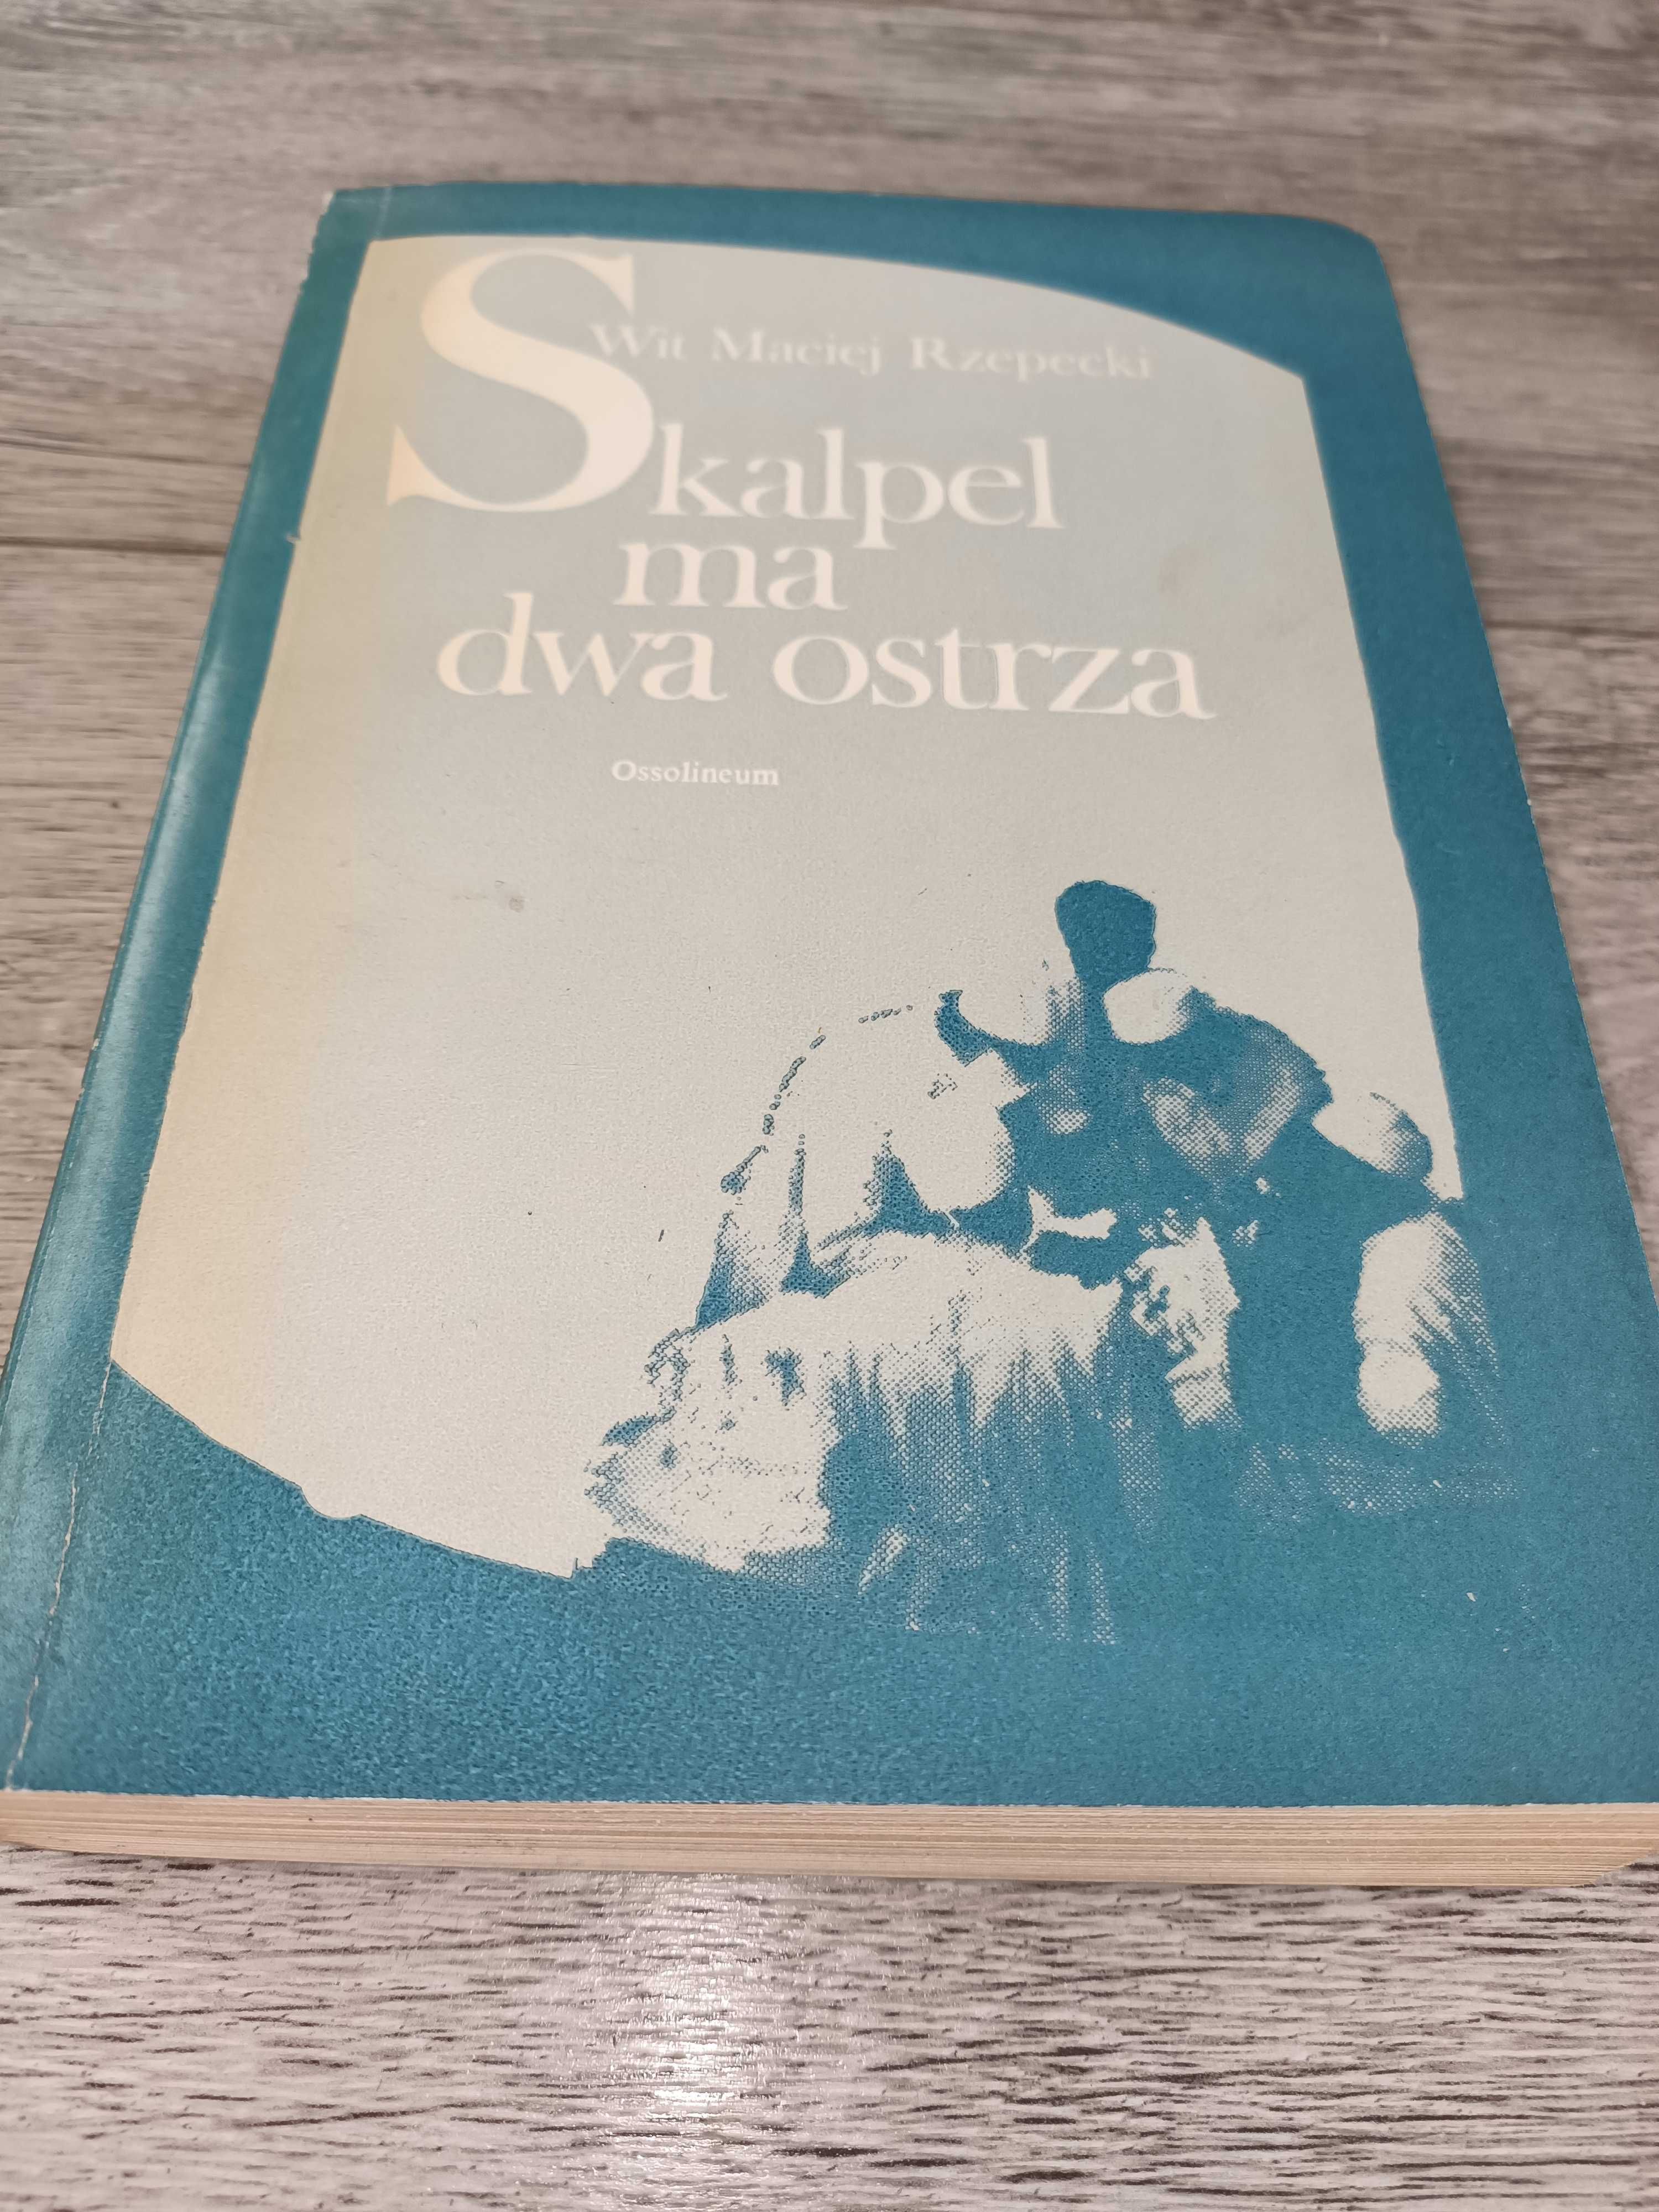 Wit Maciej Rzepecki
Skalpel
ma
dwa ostrza
Ossolineum